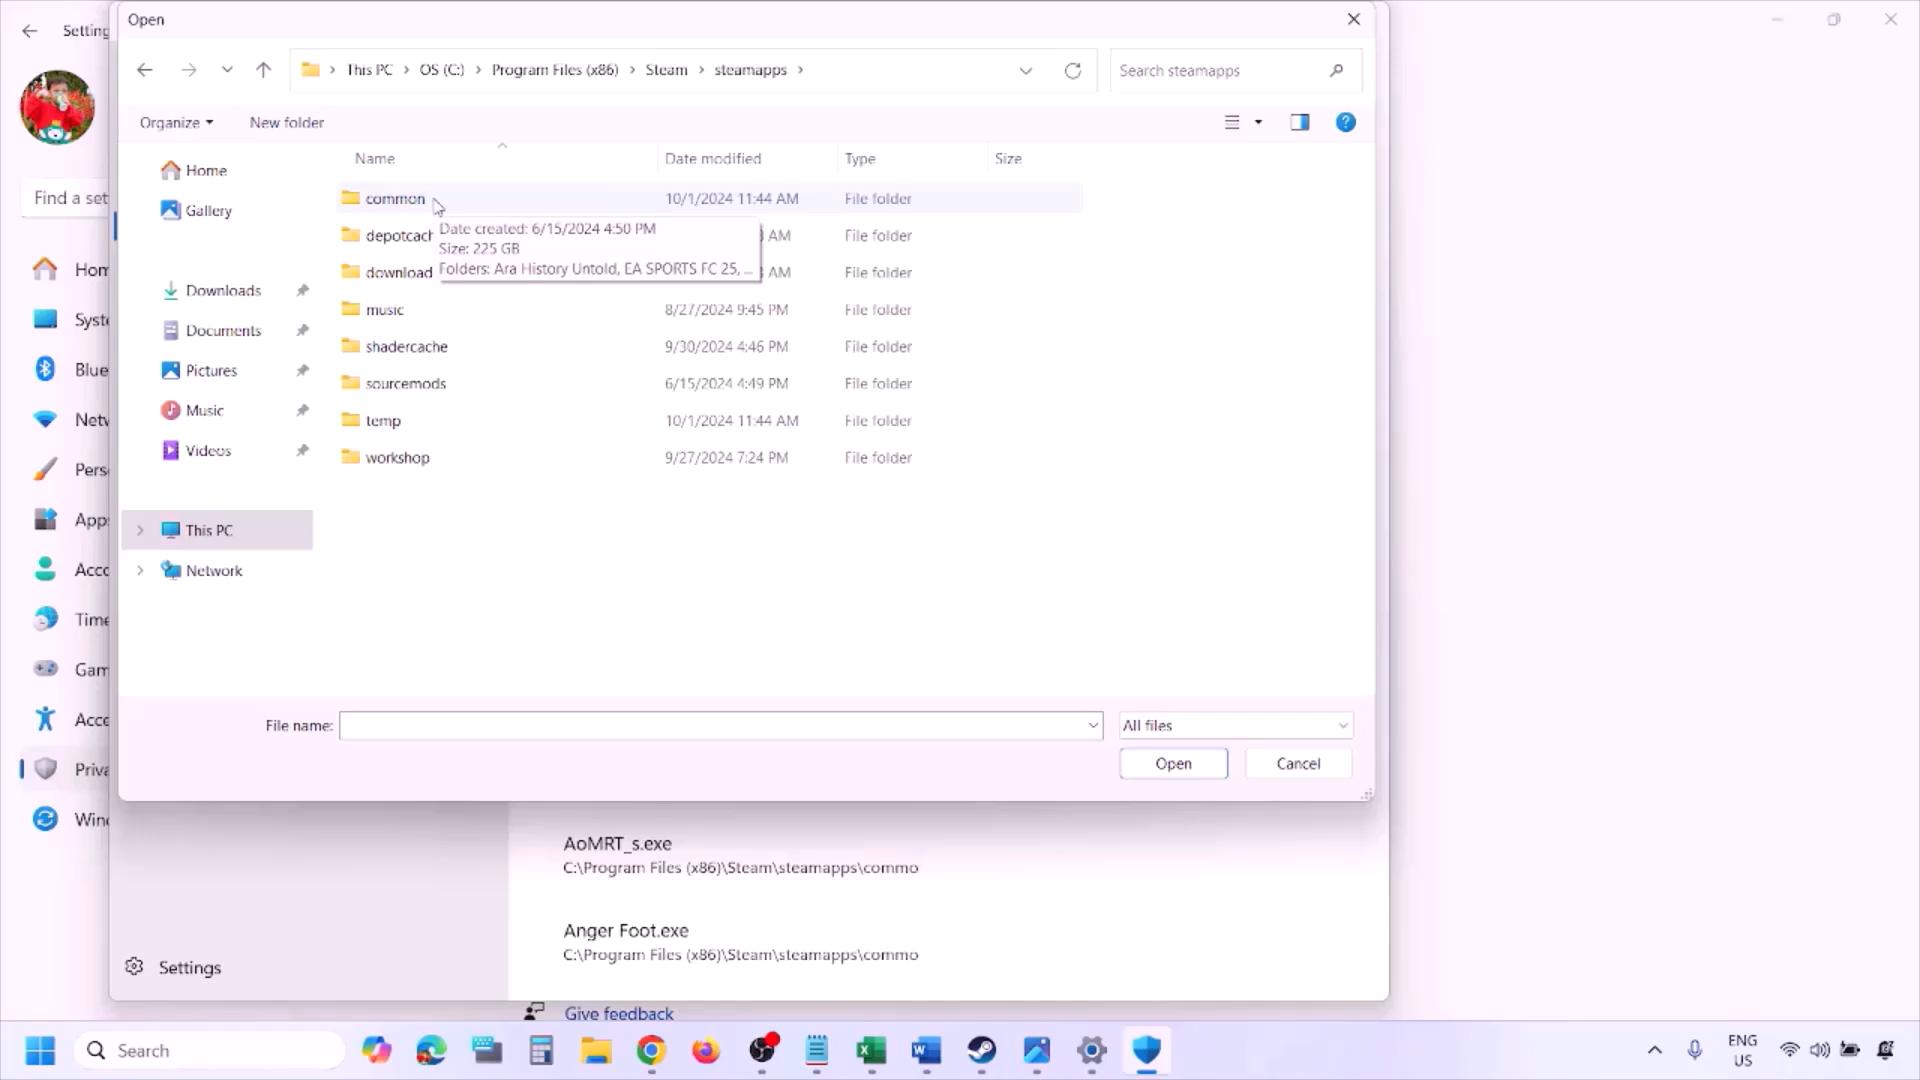 Open
Setting
This PC > OS (C:) > Program Files (x86) > Steam > steamapps >
Search steamapps
Organize
New folder
Name
Date modified
Type
Size
Home
Gallery
Downloads
Documents
Pictures
Music
Videos
This PC
Network
common 10/1/2024 11:44 AM File folder
depotcach AM File folder
download AM File folder
music 8/27/2024 9:45 PM File folder
shadercache 9/30/2024 4:46 PM File folder
sourcemods 6/15/2024 4:49 PM File folder
temp 10/1/2024 11:44 AM File folder
workshop 9/27/2024 7:24 PM File folder
Date created: 6/15/2024 4:50 PM
Size: 225 GB
Folders: Ara History Untold, EA SPORTS FC 25, ...
File name:
All files
Open
Cancel
Find a set
Hom
Syste
Blue
Netv
Pers
Apps
Acco
Time
Gam
Acce
Priva
Wind
AoMRT_s.exe
C:\Program Files (x86)\Steam\steamapps\commo
Anger Foot.exe
C:\Program Files (x86)\Steam\steamapps\commo
Settings
Give feedback
Search
ENG
US